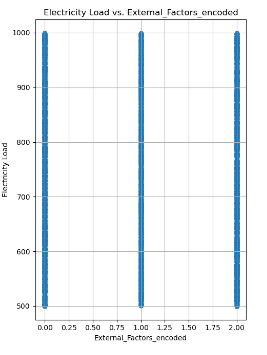 Electricity Load vs. External_Factors_encoded
1000
900
800
700
600
500
Electricity Load
0.00 0.25 0.50 0.75 1.00 1.25 1.50 1.75 2.00
External_Factors_encoded